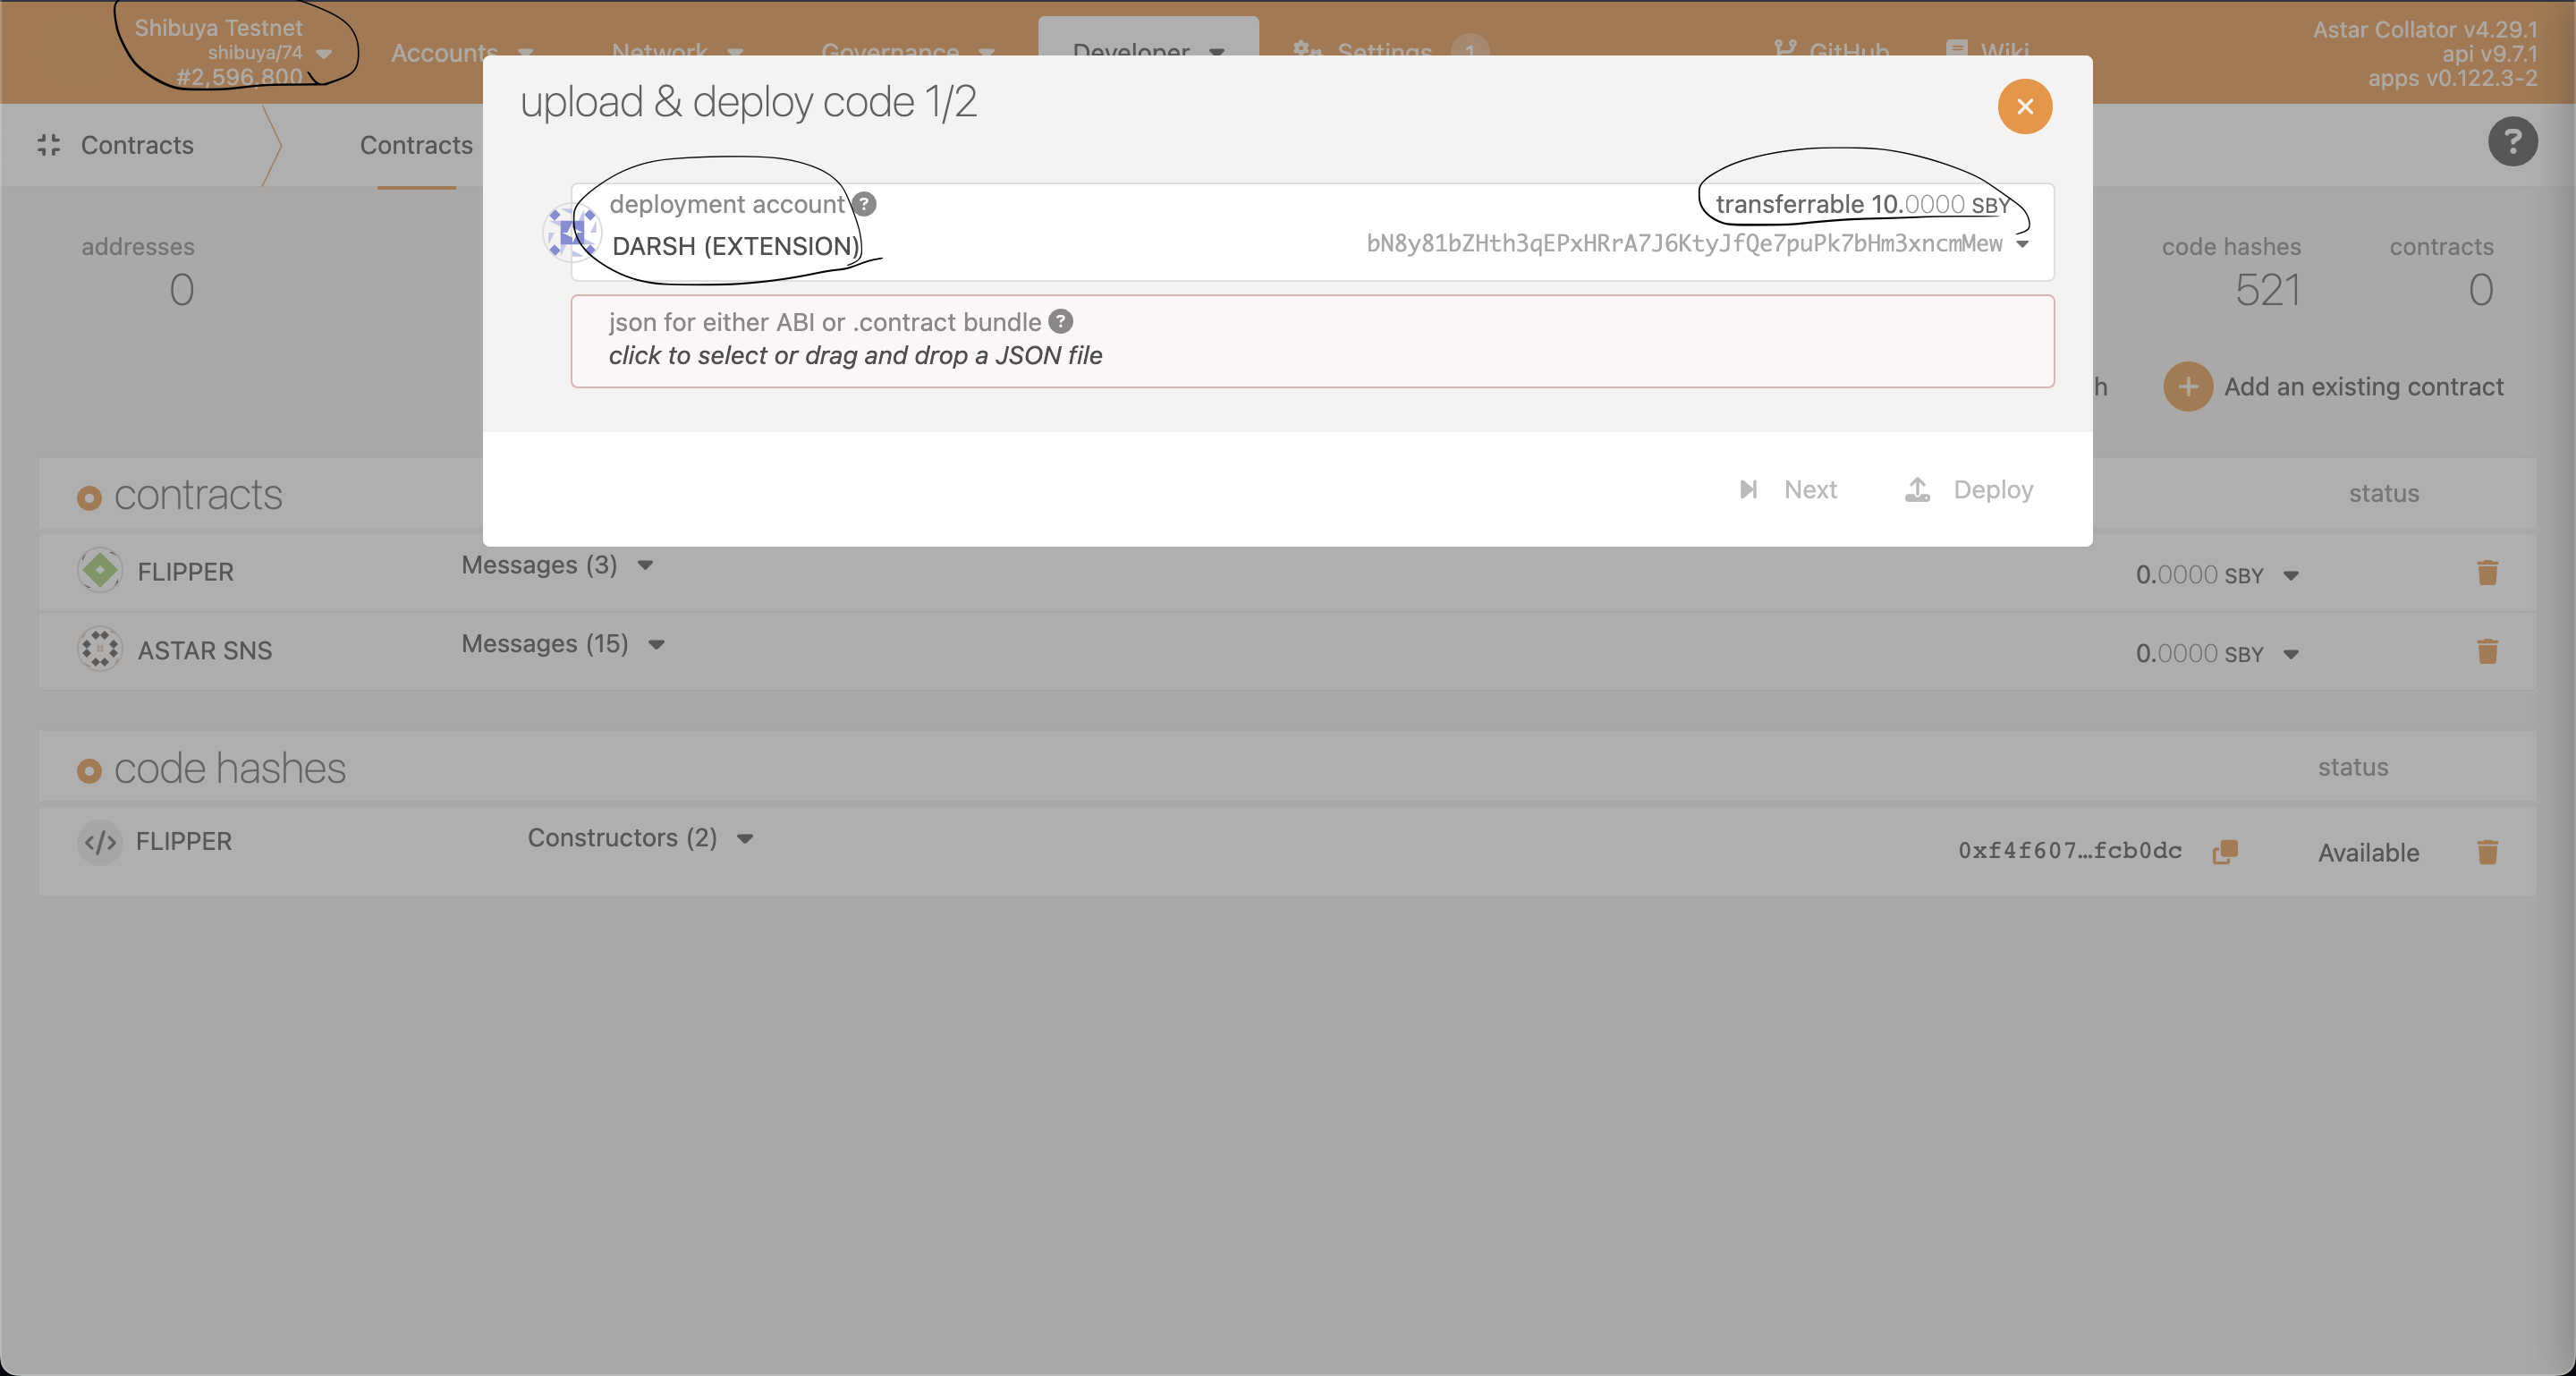 Shibuya Testnet
shibuya/74
#2,596,800
Accounts
Network
Governance
Developer
Settings
1
GitHub
Wiki
Astar Collator v4.29.1
api v9.7.1
apps v0.122.3-2
Contracts
Contracts
?
upload & deploy code 1/2
deployment account ?
transferrable 10.0000 SBY
DARSH (EXTENSION)
bN8y81bZHth3qEPxHRrA7J6KtyJfQe7puPk7bHm3xncmMew
json for either ABI or .contract bundle ?
click to select or drag and drop a JSON file
Next
Deploy
addresses
0
code hashes
521
contracts
0
h
Add an existing contract
contracts
status
FLIPPER
Messages (3)
0.0000 SBY
ASTAR SNS
Messages (15)
0.0000 SBY
code hashes
status
</> FLIPPER
Constructors (2)
0xf4f607…fcb0dc
Available